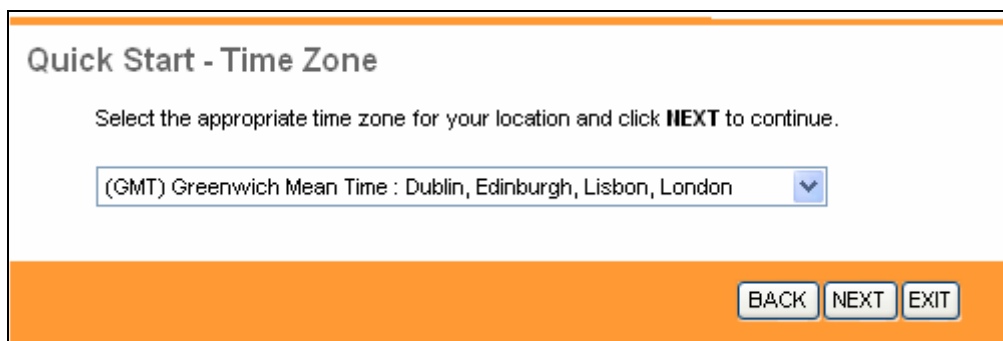 Quick Start - Time Zone
Select the appropriate time zone for your location and click NEXT to continue.
(GMT) Greenwich Mean Time : Dublin, Edinburgh, Lisbon, London
BACK NEXT EXIT